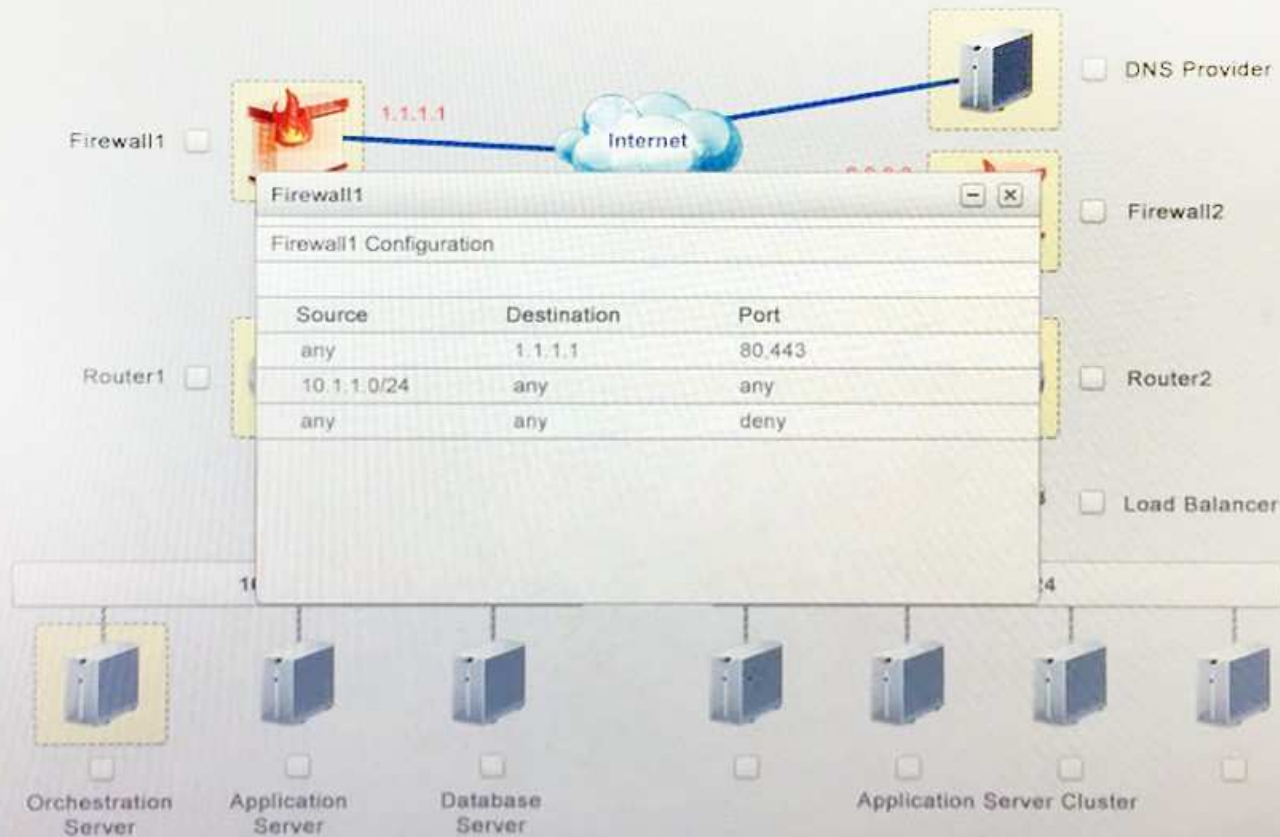 DNS Provider
1.1.1.1
Firewall1
Internet
Firewall1
Firewall2
Firewall1 Configuration
Source Destination Port
any 1.1.1.1 80,443
Router1
Router2
10.1.1.0/24 any any
any any deny
Load Balancer
Orchestration
Server
Application
Server
Database
Server
Application Server Cluster